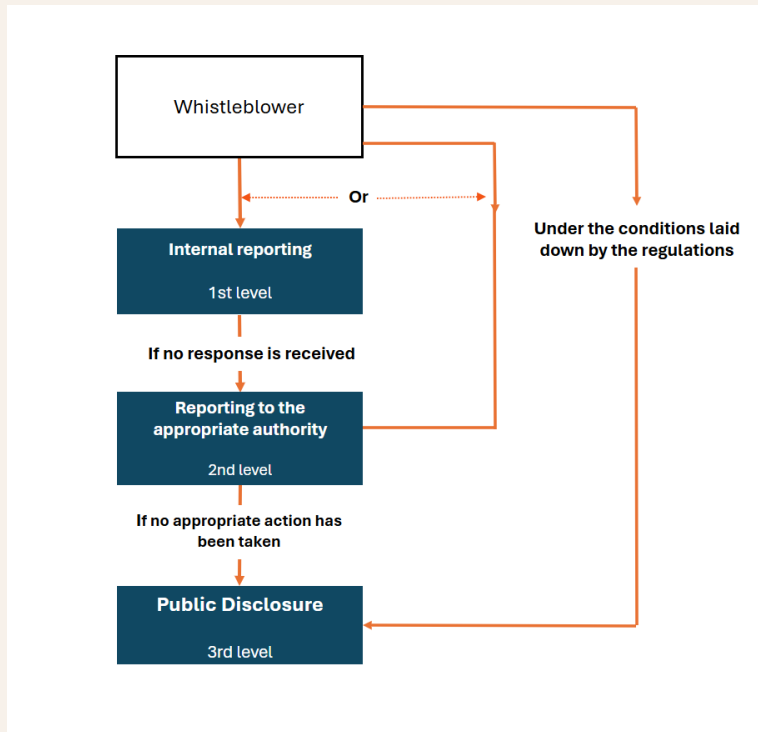 Whistleblower
Or
Internal reporting
1st level
Under the conditions laid
down by the regulations
If no response is received
Reporting to the
appropriate authority
2nd level
If no appropriate action has
been taken
Public Disclosure
3rd level